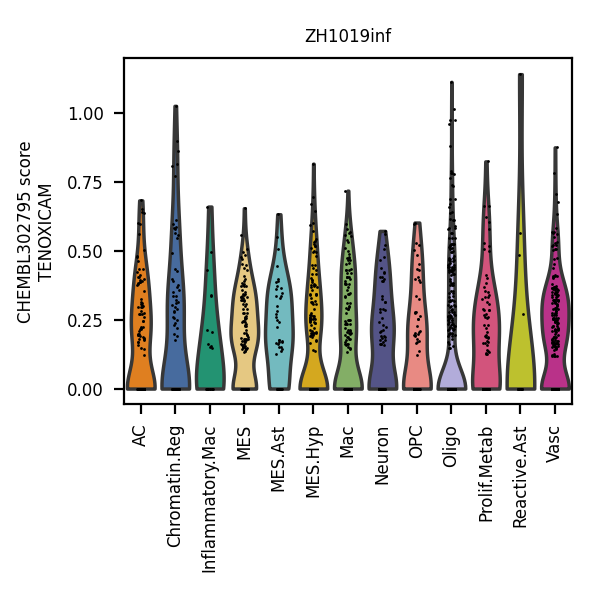 ZH1019inf
CHEMBL302795 score
TENOXICAM
1.00
0.75
0.50
0.25
0.00
AC
Chromatin.Reg
Inflammatory.Mac
MES
MES.Ast
MES.Hyp
Mac
Neuron
OPC
Oligo
Prolif.Metab
Reactive.Ast
Vasc